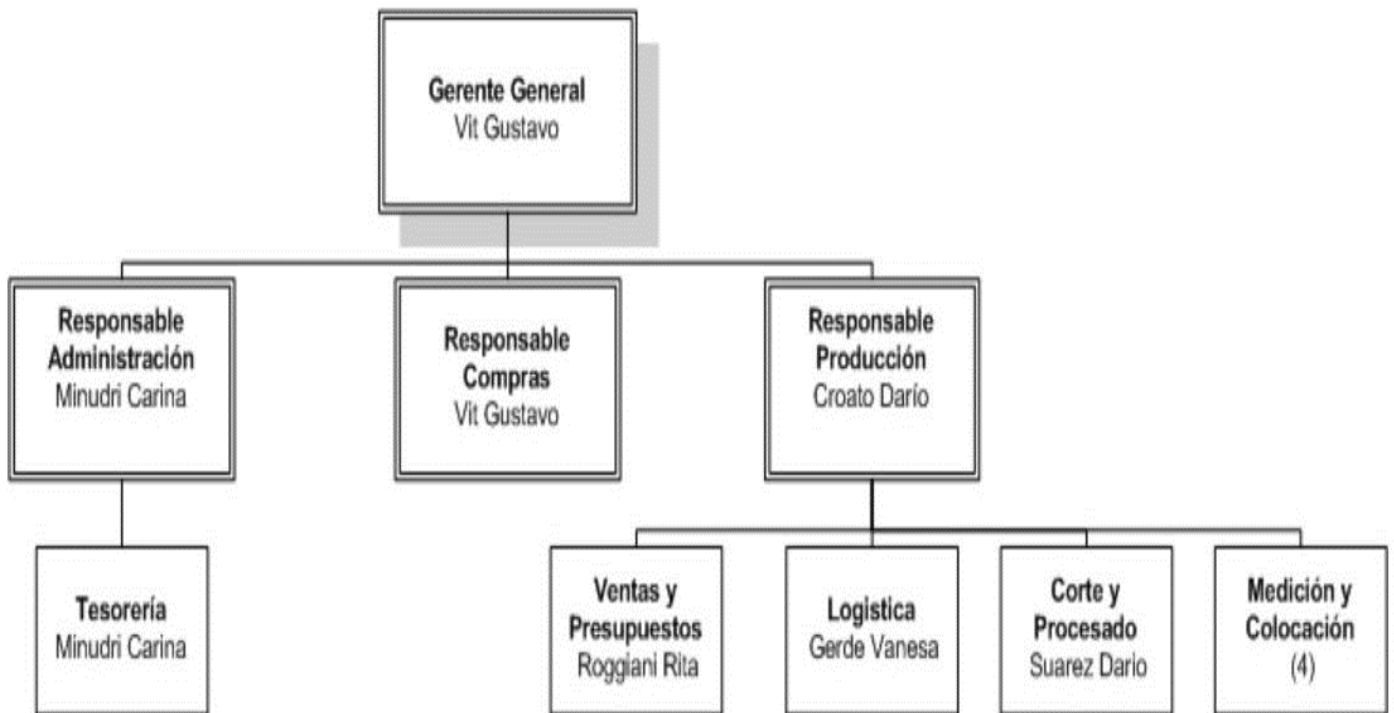 Gerente General
Vit Gustavo
Responsable
Administración
Minudri Carina
Responsable
Compras
Vit Gustavo
Responsable
Producción
Croato Darío
Tesorería
Minudri Carina
Ventas y
Presupuestos
Roggiani Rita
Logistica
Gerde Vanesa
Corte y
Procesado
Suarez Dario
Medición y
Colocación
(4)